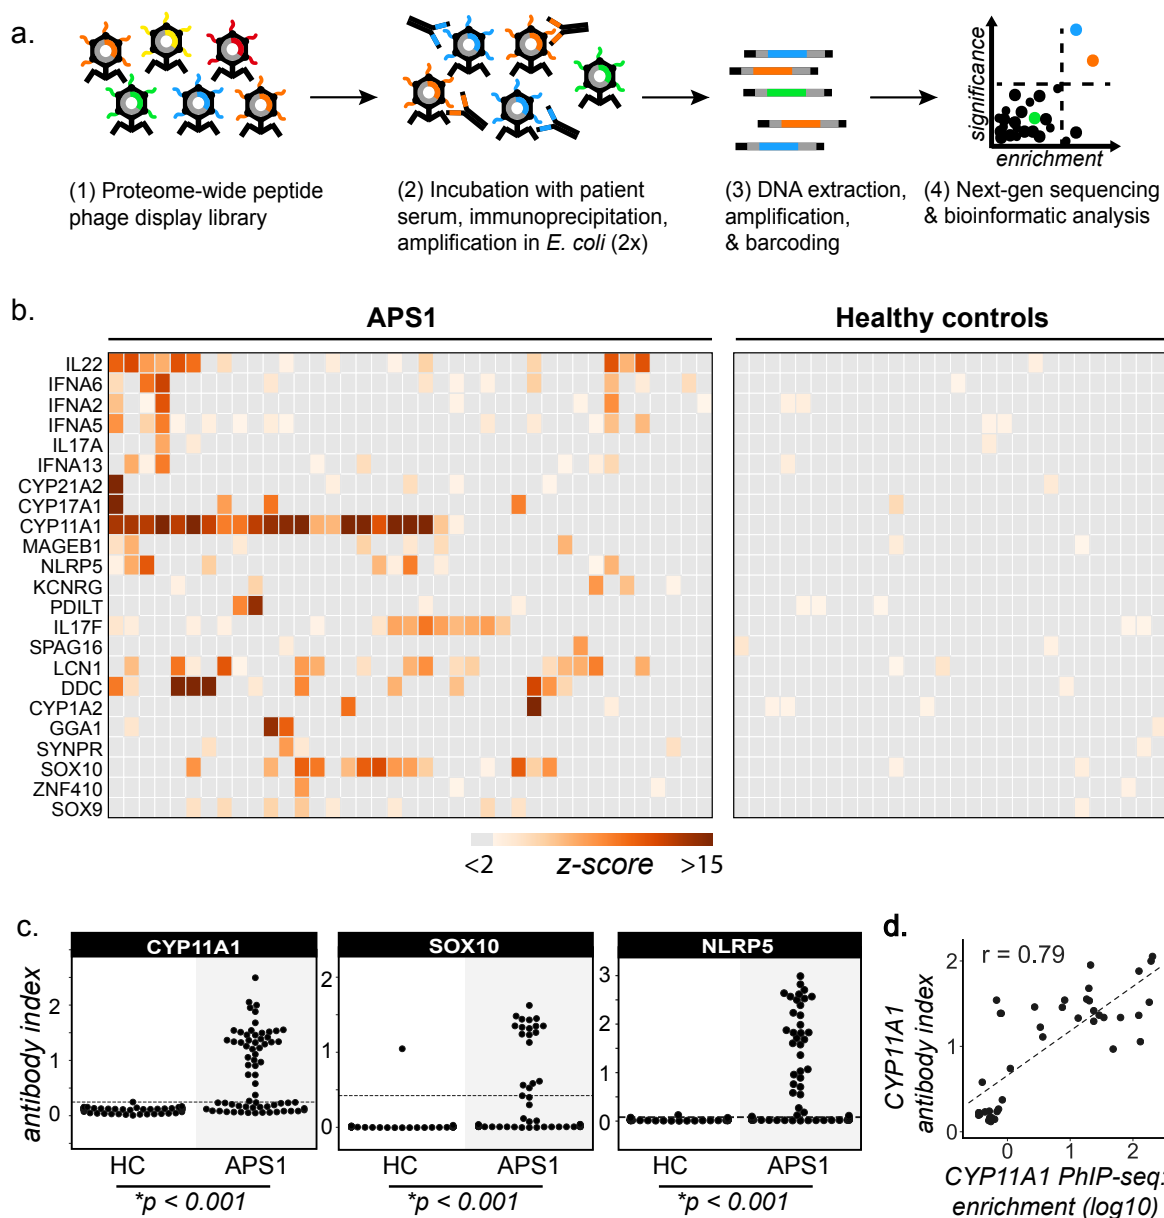 a.
significance
enrichment
(1) Proteome-wide peptide
phage display library
(2) Incubation with patient
serum, immunoprecipitation,
amplification in E. coli (2x)
(3) DNA extraction,
amplification,
& barcoding
(4) Next-gen sequencing
& bioinformatic analysis
b.
APS1
Healthy controls
IL22
IFNA6
IFNA2
IFNA5
IL17A
IFNA13
CYP21A2
CYP17A1
CYP11A1
MAGEB1
NLRP5
KCNRG
PDILT
IL17F
SPAG16
LCN1
DDC
CYP1A2
GGA1
SYNPR
SOX10
ZNF410
SOX9
<2 z-score >15
c.
CYP11A1
antibody index
2
1
0
HC APS1
*p < 0.001
SOX10
2
1
0
HC APS1
*p < 0.001
NLRP5
3
2
1
0
HC APS1
*p < 0.001
d.
r = 0.79
CYP11A1
antibody index
2
1
0
0 1 2
CYP11A1 PhIP-seq:
enrichment (log10)